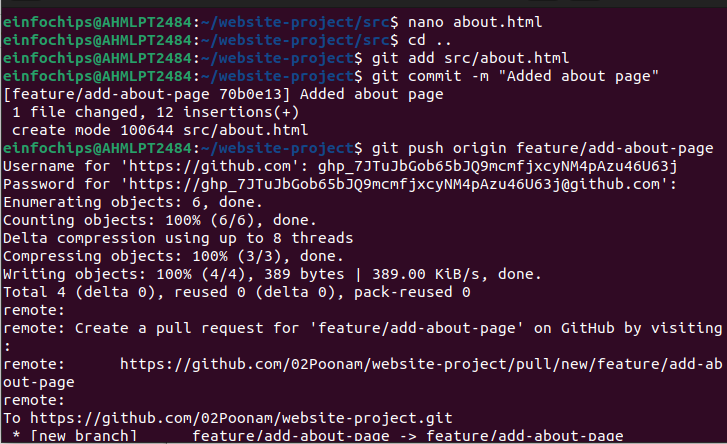 einfochips@AHMLPT2484:~/website-project/src$ nano about.html
einfochips@AHMLPT2484:~/website-project/src$ cd ..
einfochips@AHMLPT2484:~/website-project$ git add src/about.html
einfochips@AHMLPT2484:~/website-project$ git commit -m "Added about page"
[feature/add-about-page 70b0e13] Added about page
 1 file changed, 12 insertions(+)
 create mode 100644 src/about.html
einfochips@AHMLPT2484:~/website-project$ git push origin feature/add-about-page
Username for 'https://github.com': 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
Password for 'https://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@github.com':
Enumerating objects: 6, done.
Counting objects: 100% (6/6), done.
Delta compression using up to 8 threads
Compressing objects: 100% (3/3), done.
Writing objects: 100% (4/4), 389 bytes | 389.00 KiB/s, done.
Total 4 (delta 0), reused 0 (delta 0), pack-reused 0
remote:
remote: Create a pull request for 'feature/add-about-page' on GitHub by visiting
:
remote:      https://github.com/02Poonam/website-project/pull/new/feature/add-ab
out-page
remote:
To https://github.com/02Poonam/website-project.git
 * [new branch]      feature/add-about-page -> feature/add-about-page